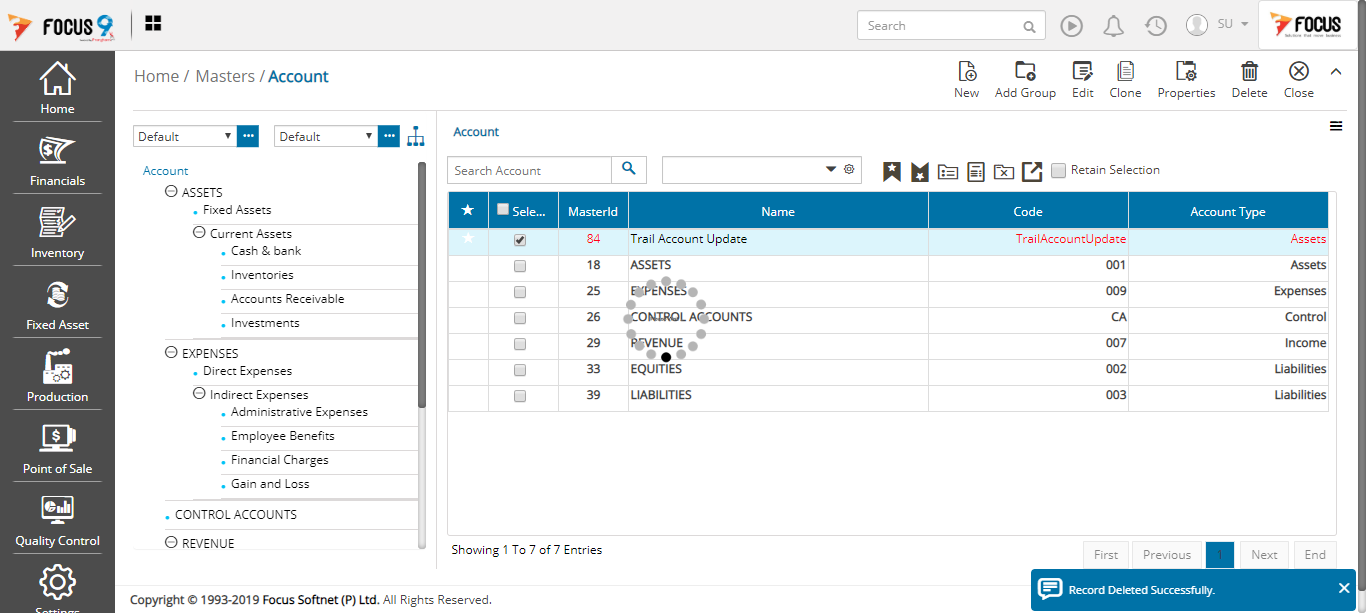 FOCUS 9
Search
SU
FOCUS
Home / Masters / Account
New
Add Group
Edit
Clone
Properties
Delete
Close
Home
Financials
Inventory
Fixed Asset
Production
Point of Sale
Quality Control
Settings
Default
Default
Account
ASSETS
Fixed Assets
Current Assets
Cash & bank
Inventories
Accounts Receivable
Investments
EXPENSES
Direct Expenses
Indirect Expenses
Administrative Expenses
Employee Benefits
Financial Charges
Gain and Loss
CONTROL ACCOUNTS
REVENUE
Account
Search Account
Retain Selection
Sele... MasterId Name Code Account Type
84 Trail Account Update TrailAccountUpdate Assets
18 ASSETS 001 Assets
25 EXPENSES 009 Expenses
26 CONTROL ACCOUNTS CA Control
29 REVENUE 007 Income
33 EQUITIES 002 Liabilities
39 LIABILITIES 003 Liabilities
Showing 1 To 7 of 7 Entries
First Previous 1 Next End
Record Deleted Successfully.
Copyright © 1993-2019 Focus Softnet (P) Ltd. All Rights Reserved.